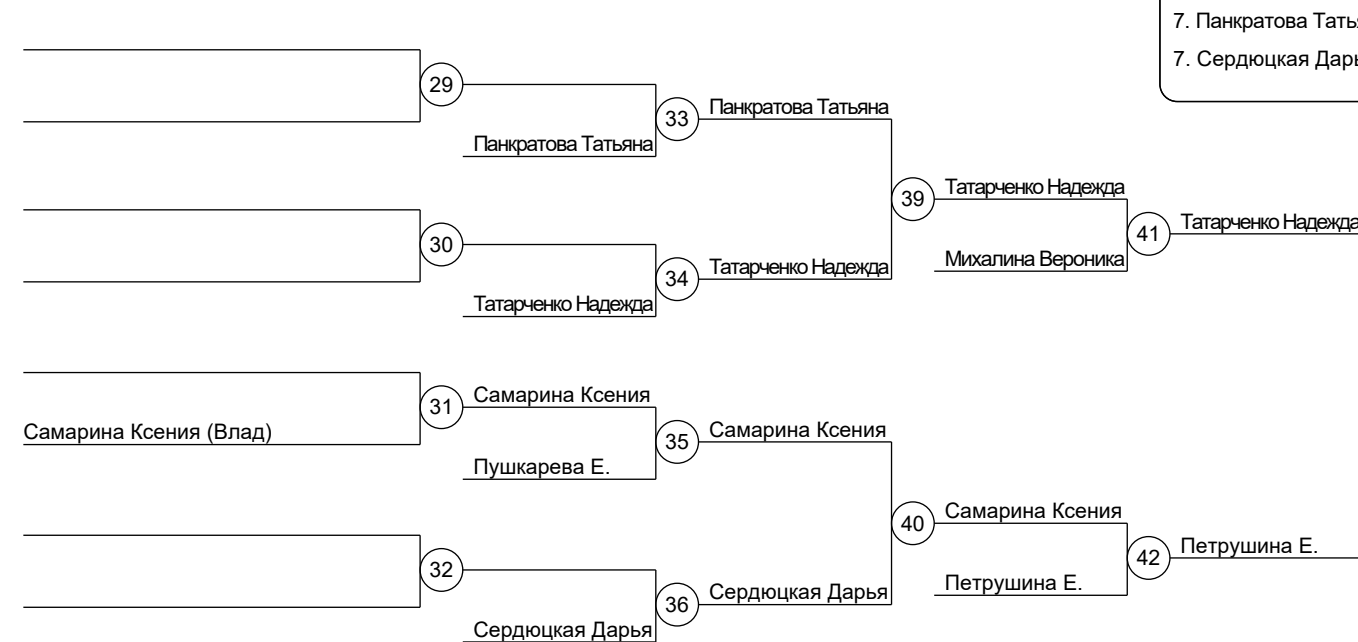 7. Панкратова Тать
7. Сердюцкая Дарь
29
33
Панкратова Татьяна
Панкратова Татьяна
39
Татарченко Надежда
30
41
Татарченко Надежда
34
Татарченко Надежда
Михалина Вероника
Татарченко Надежда
31
Самарина Ксения
Самарина Ксения (Влад)
35
Самарина Ксения
Пушкарева Е.
40
Самарина Ксения
32
42
Петрушина Е.
36
Сердюцкая Дарья
Петрушина Е.
Сердюцкая Дарья